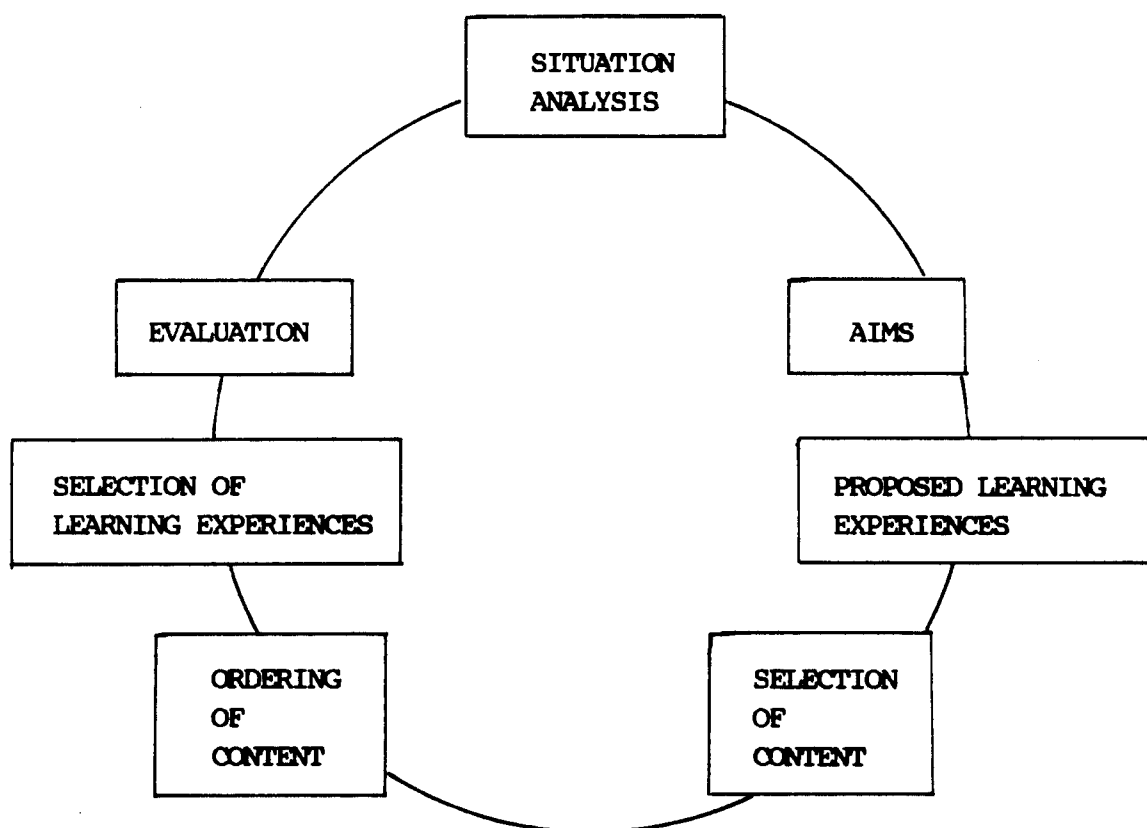 SITUATION
ANALYSIS
EVALUATION
AIMS
SELECTION OF
LEARNING EXPERIENCES
PROPOSED LEARNING
EXPERIENCES
ORDERING
OF
CONTENT
SELECTION
OF
CONTENT